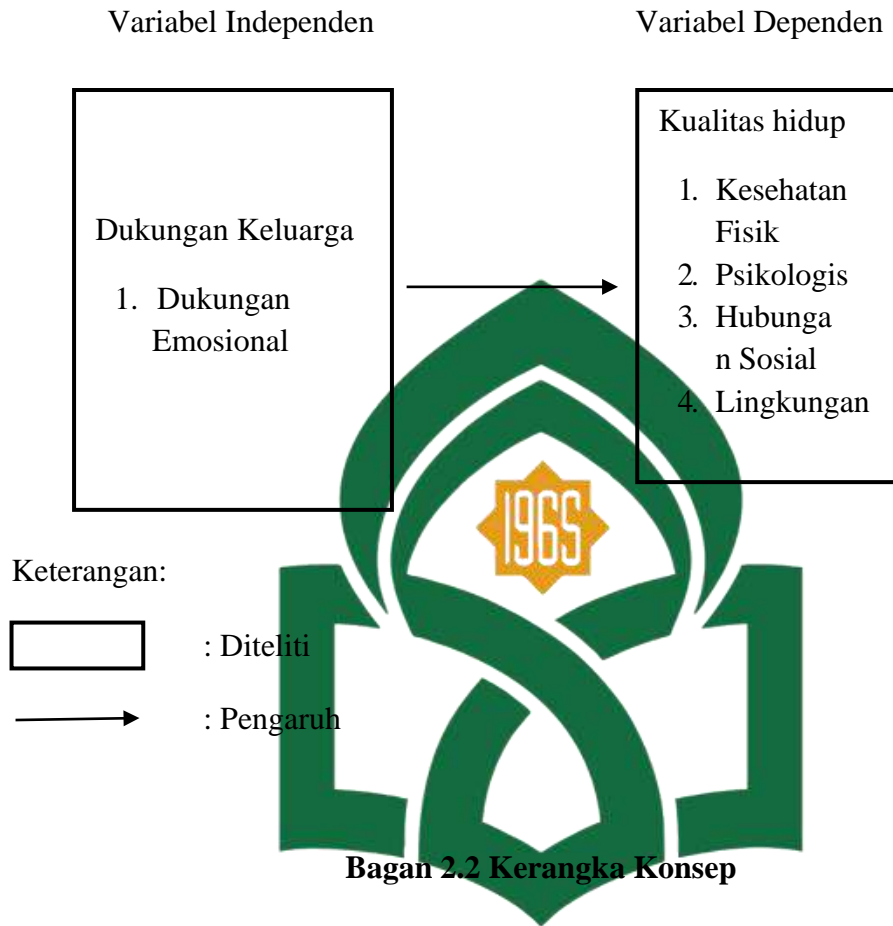 Variabel Independen
Variabel Dependen
Dukungan Keluarga
1. Dukungan
Emosional
Kualitas hidup
1. Kesehatan
Fisik
2. Psikologis
3. Hubunga
n Sosial
4. Lingkungan
1965
Keterangan:
: Diteliti
: Pengaruh
Bagan 2.2 Kerangka Konsep